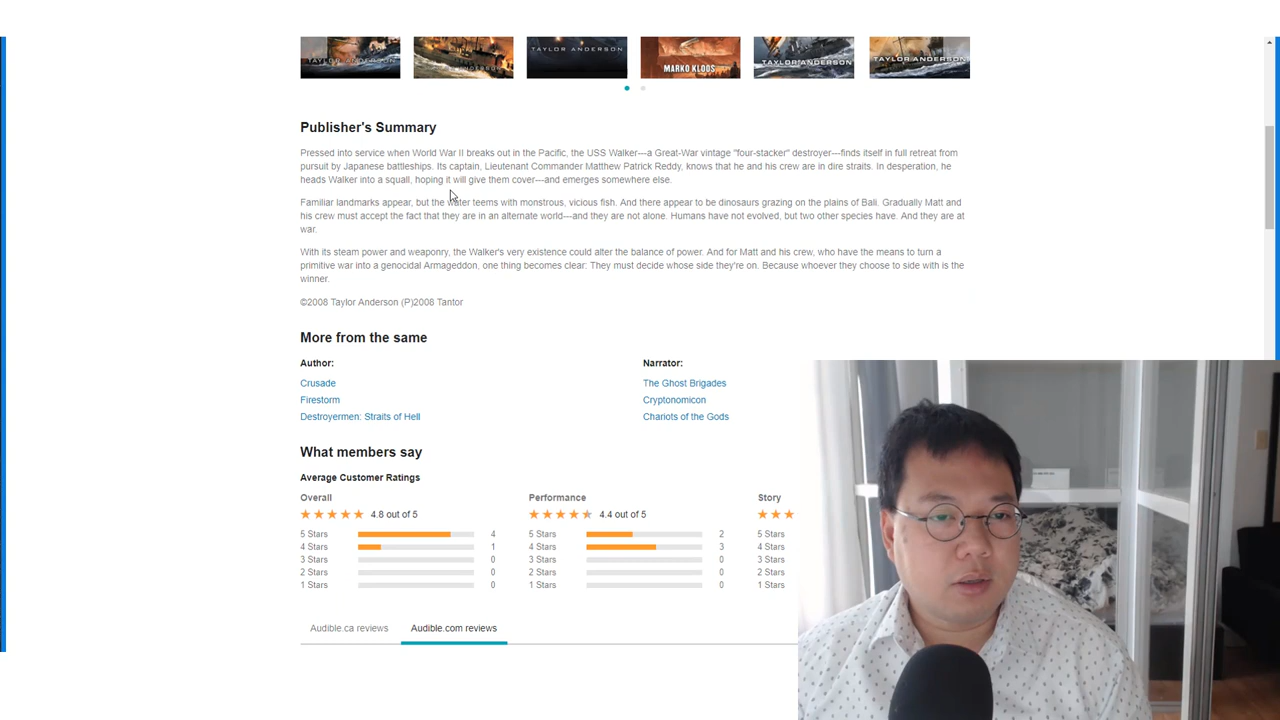 TAYLOR ANDERSON
TAYLOR ANDERSON
MARKO KLOOS
TAYLOR ANDERSON
TAYLOR ANDERSON
Publisher's Summary
Pressed into service when World War II breaks out in the Pacific, the USS Walker---a Great-War vintage "four-stacker" destroyer---finds itself in full retreat from
pursuit by Japanese battleships. Its captain, Lieutenant Commander Matthew Patrick Reddy, knows that he and his crew are in dire straits. In desperation, he
heads Walker into a squall, hoping it will give them cover---and emerges somewhere else.
Familiar landmarks appear, but the water teems with monstrous, vicious fish. And there appear to be dinosaurs grazing on the plains of Bali. Gradually Matt and
his crew must accept the fact that they are in an alternate world---and they are not alone. Humans have not evolved, but two other species have. And they are at
war.
With its steam power and weaponry, the Walker's very existence could alter the balance of power. And for Matt and his crew, who have the means to turn a
primitive war into a genocidal Armageddon, one thing becomes clear: They must decide whose side they're on. Because whoever they choose to side with is the
winner.
©2008 Taylor Anderson (P)2008 Tantor
More from the same
Author: Narrator:
Crusade The Ghost Brigades
Firestorm Cryptonomicon
Destroyermen: Straits of Hell Chariots of the Gods
What members say
Average Customer Ratings
Overall Performance Story
4.8 out of 5 4.4 out of 5
5 Stars 4 5 Stars 2 5 Stars
4 Stars 1 4 Stars 3 4 Stars
3 Stars 0 3 Stars 0 3 Stars
2 Stars 0 2 Stars 0 2 Stars
1 Stars 0 1 Stars 0 1 Stars
Audible.ca reviews Audible.com reviews